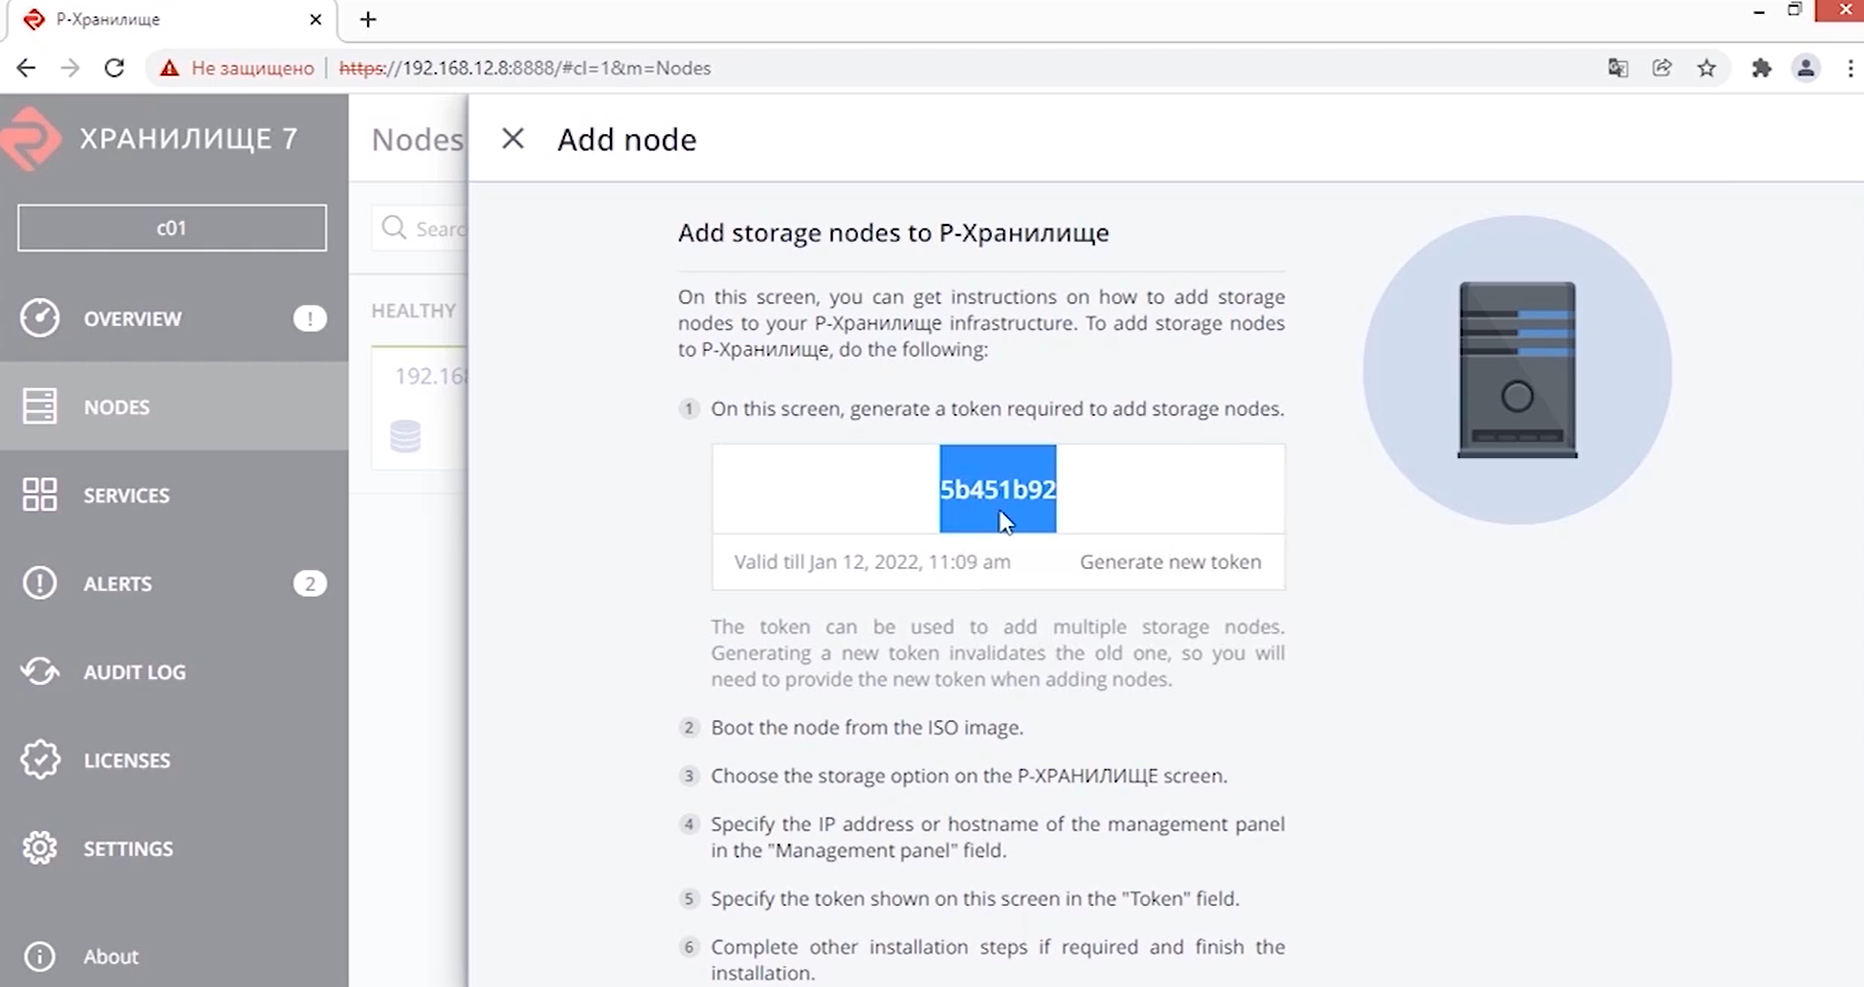 Р-Хранилище
Не защищено
https://192.168.12.8:8888/#cl=1&m=Nodes
ХРАНИЛИЩЕ 7
c01
OVERVIEW !
NODES
SERVICES
ALERTS 2
AUDIT LOG
LICENSES
SETTINGS
About
Nodes
Searc
HEALTHY
192.168
Add node
Add storage nodes to Р-Хранилище
On this screen, you can get instructions on how to add storage
nodes to your Р-Хранилище infrastructure. To add storage nodes
to Р-Хранилище, do the following:
1 On this screen, generate a token required to add storage nodes.
5b451b92
Valid till Jan 12, 2022, 11:09 am Generate new token
The token can be used to add multiple storage nodes.
Generating a new token invalidates the old one, so you will
need to provide the new token when adding nodes.
2 Boot the node from the ISO image.
3 Choose the storage option on the Р-ХРАНИЛИЩЕ screen.
4 Specify the IP address or hostname of the management panel
in the "Management panel" field.
5 Specify the token shown on this screen in the "Token" field.
6 Complete other installation steps if required and finish the
installation.